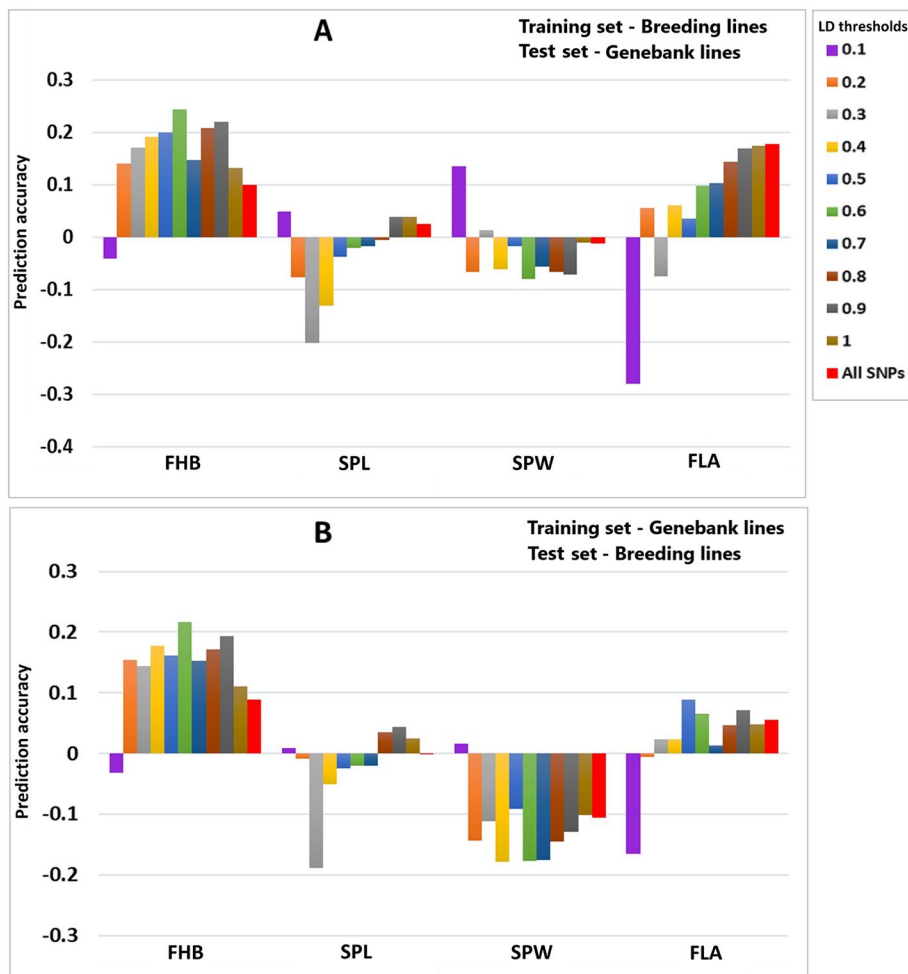 A
Training set - Breeding lines
Test set - Genebank lines
LD thresholds
0.1
0.2
0.3
0.4
0.5
0.6
0.7
0.8
0.9
1
All SNPs
Prediction accuracy
0.3
0.2
0.1
0
-0.1
-0.2
-0.3
-0.4
FHB SPL SPW FLA
B
Training set - Genebank lines
Test set - Breeding lines
Prediction accuracy
0.3
0.2
0.1
0
-0.1
-0.2
-0.3
FHB SPL SPW FLA